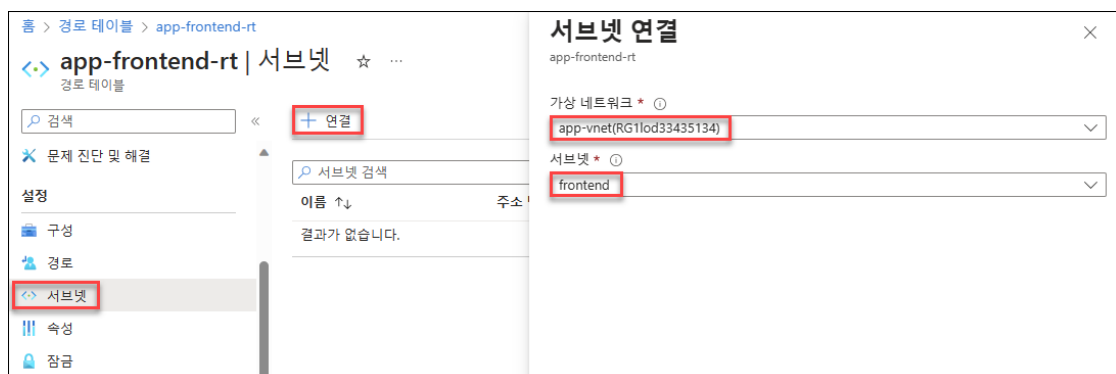 홈 > 경로 테이블 > app-frontend-rt
app-frontend-rt | 서브넷 ☆ ...
경로 테이블
검색
«
문제 진단 및 해결
설정
구성
경로
서브넷
속성
잠금
+ 연결
서브넷 검색
이름 ↑↓ 주소
결과가 없습니다.
서브넷 연결
app-frontend-rt
가상 네트워크 *
app-vnet(RG1lod33435134)
서브넷 *
frontend